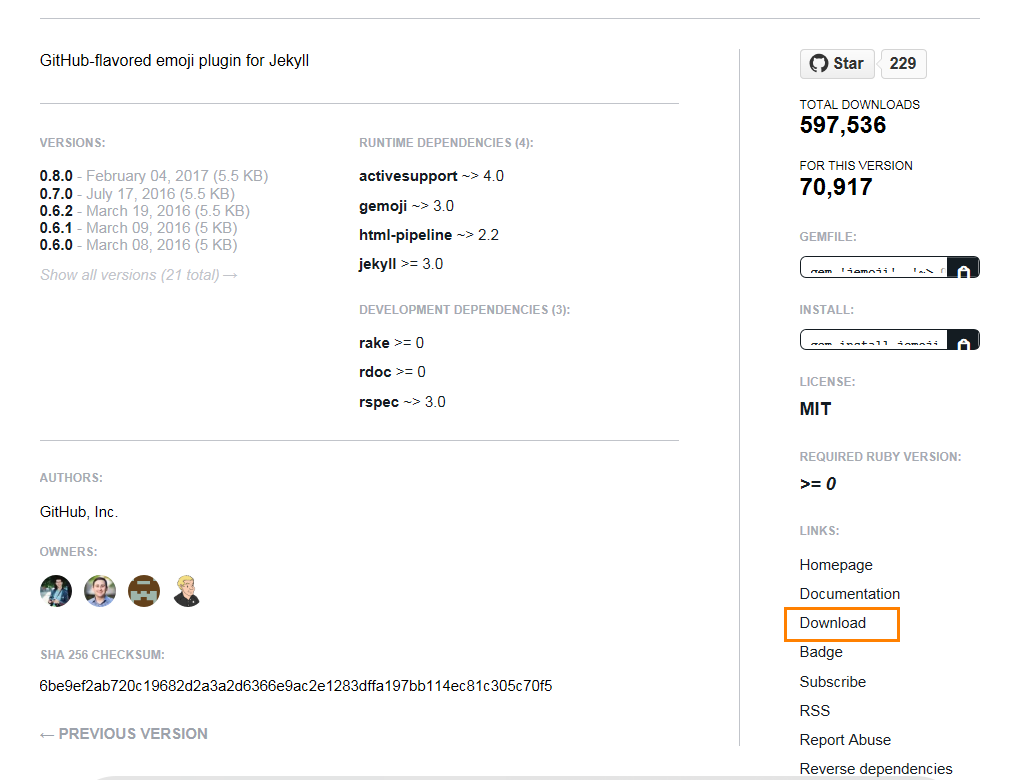 GitHub-flavored emoji plugin for Jekyll
VERSIONS:
0.8.0 - February 04, 2017 (5.5 KB)
0.7.0 - July 17, 2016 (5.5 KB)
0.6.2 - March 19, 2016 (5.5 KB)
0.6.1 - March 09, 2016 (5 KB)
0.6.0 - March 08, 2016 (5 KB)
Show all versions (21 total) →
RUNTIME DEPENDENCIES (4):
activesupport ~> 4.0
gemoji ~> 3.0
html-pipeline ~> 2.2
jekyll >= 3.0
DEVELOPMENT DEPENDENCIES (3):
rake >= 0
rdoc >= 0
rspec ~> 3.0
AUTHORS:
GitHub, Inc.
OWNERS:
SHA 256 CHECKSUM:
6be9ef2ab720c19682d2a3a2d6366e9ac2e1283dffa197bb114ec81c305c70f5
← PREVIOUS VERSION
Star 229
TOTAL DOWNLOADS
597,536
FOR THIS VERSION
70,917
GEMFILE:
gem 'jemoji', '~>
INSTALL:
gem install jemoji
LICENSE:
MIT
REQUIRED RUBY VERSION:
>= 0
LINKS:
Homepage
Documentation
Download
Badge
Subscribe
RSS
Report Abuse
Reverse dependencies